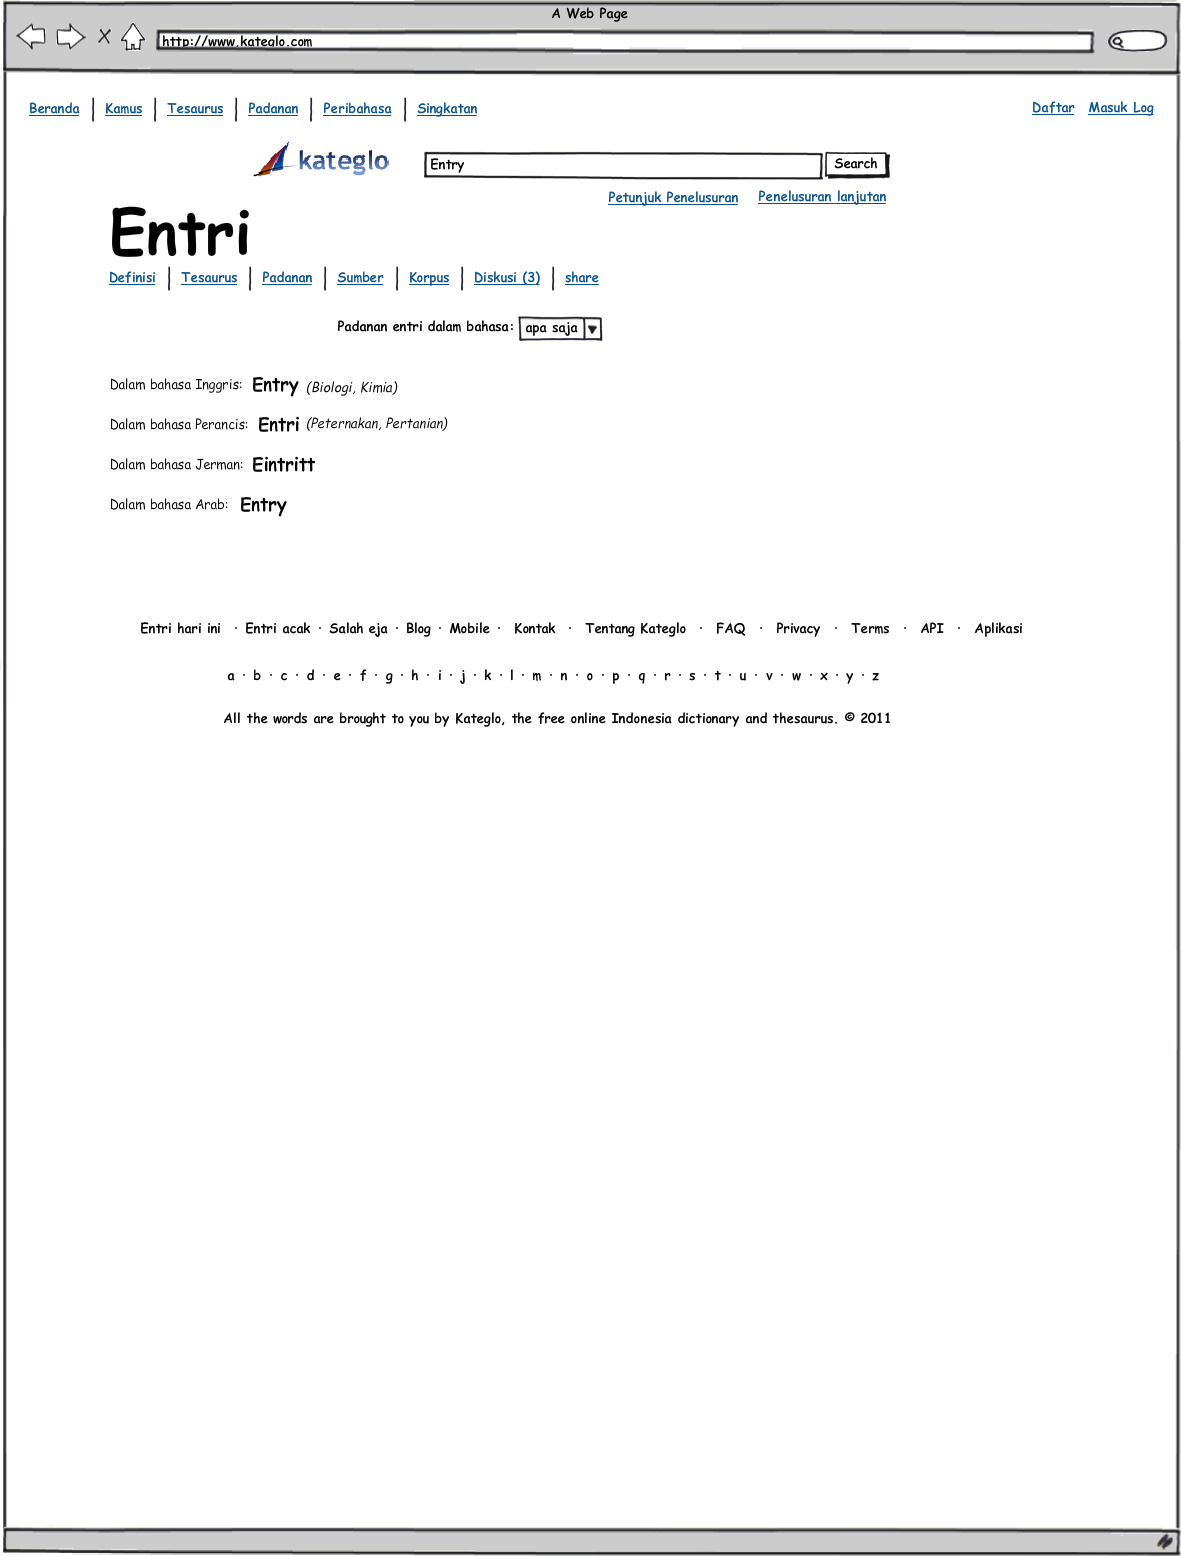 A Web Page
http://www.kateglo.com
Beranda Kamus Tesaurus Padanan Peribahasa Singkatan Daftar Masuk Log
kateglo Entry Search
Petunjuk Penelusuran Penelusuran lanjutan
Entri
Definisi Tesaurus Padanan Sumber Korpus Diskusi (3) share
Padanan entri dalam bahasa: apa saja
Dalam bahasa Inggris: Entry (Biologi, Kimia)
Dalam bahasa Perancis: Entri (Peternakan, Pertanian)
Dalam bahasa Jerman: Eintritt
Dalam bahasa Arab: Entry
Entri hari ini · Entri acak · Salah eja · Blog · Mobile · Kontak · Tentang Kateglo · FAQ · Privacy · Terms · API · Aplikasi
a · b · c · d · e · f · g · h · i · j · k · l · m · n · o · p · q · r · s · t · u · v · w · x · y · z
All the words are brought to you by Kateglo, the free online Indonesia dictionary and thesaurus. © 2011